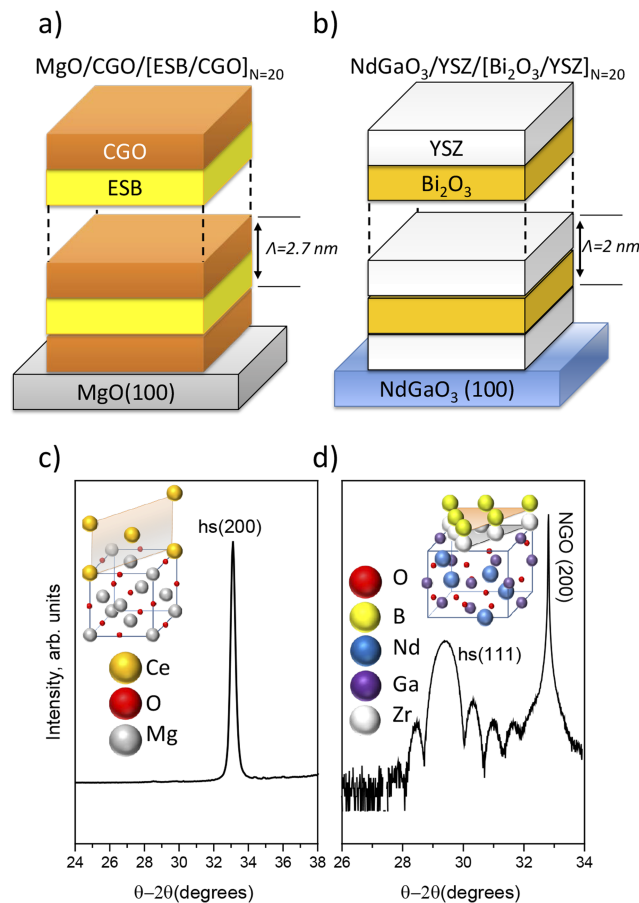 a)
MgO/CGO/[ESB/CGO]N=20
CGO
ESB
Λ=2.7 nm
MgO(100)
b)
NdGaO3/YSZ/[Bi2O3/YSZ]N=20
YSZ
Bi2O3
Λ=2 nm
NdGaO3 (100)
c)
hs(200)
Ce
O
Mg
Intensity, arb. units
24 26 28 30 32 34 36 38
θ–2θ(degrees)
d)
NGO (200)
hs(111)
O
B
Nd
Ga
Zr
26 28 30 32 34
θ–2θ(degrees)